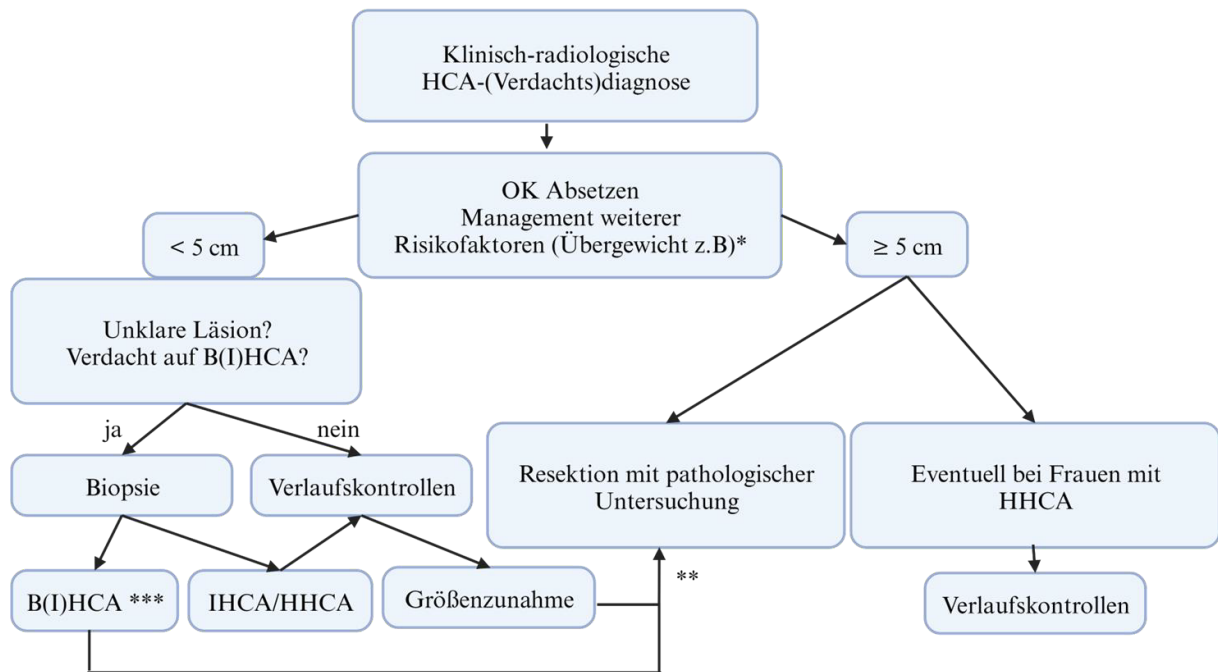 Klinisch-radiologische
HCA-(Verdachts)diagnose
OK Absetzen
Management weiterer
Risikofaktoren (Übergewicht z.B)*
< 5 cm
≥ 5 cm
Unklare Läsion?
Verdacht auf B(I)HCA?
ja
nein
Biopsie
Verlaufskontrollen
Resektion mit pathologischer
Untersuchung
Eventuell bei Frauen mit
HHCA
B(I)HCA ***
IHCA/HHCA
Größenzunahme
**
Verlaufskontrollen